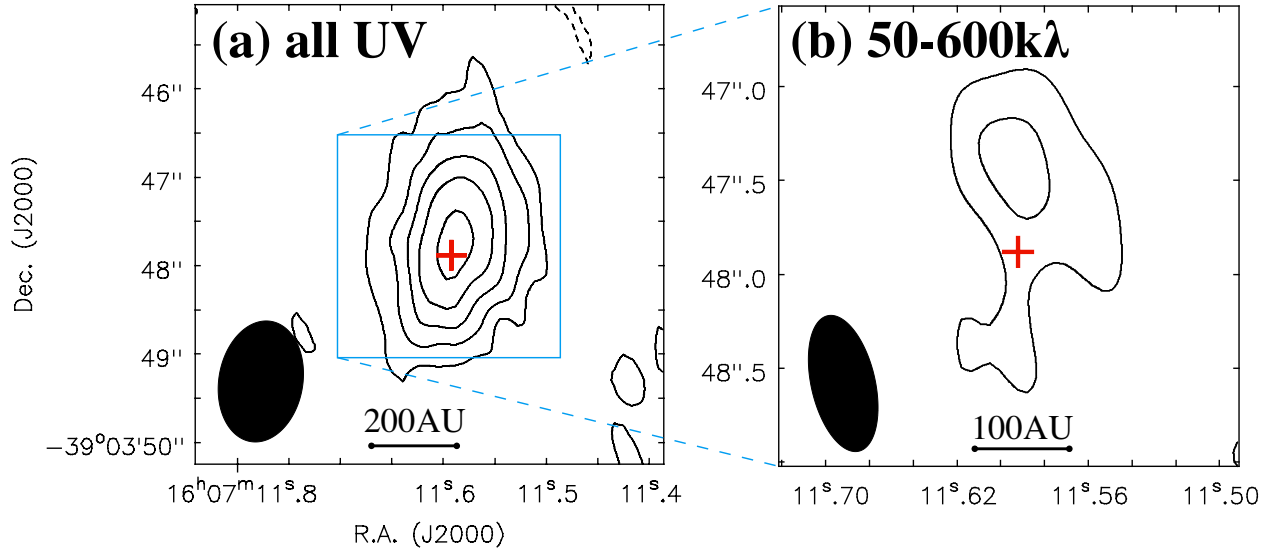 (a) all UV
(b) 50-600kλ
46"
47"
48"
49"
−39°03'50"
Dec. (J2000)
200AU
16ʰ07ᵐ11ˢ.8
11ˢ.6
11ˢ.5
11ˢ.4
R.A. (J2000)
47".0
47".5
48".0
48".5
100AU
11ˢ.70
11ˢ.62
11ˢ.56
11ˢ.50